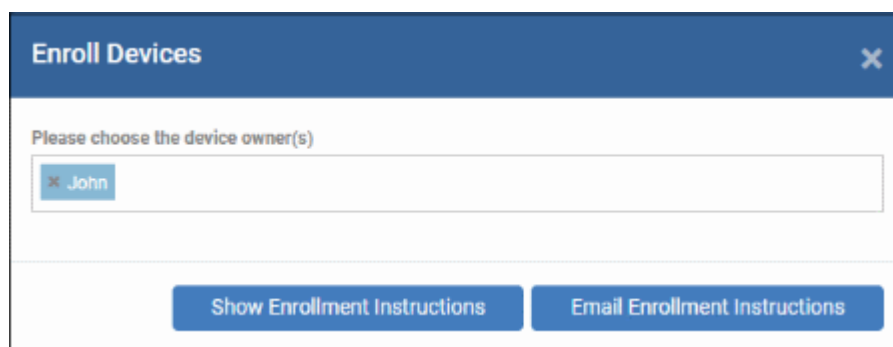 Enroll Devices
Please choose the device owner(s)
× John
Show Enrollment Instructions Email Enrollment Instructions